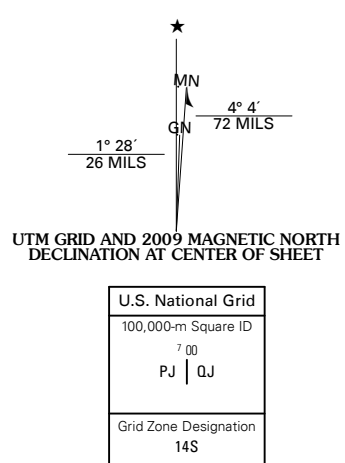 ★
MN
4° 4´
72 MILS
GN
1° 28´
26 MILS
UTM GRID AND 2009 MAGNETIC NORTH
DECLINATION AT CENTER OF SHEET
U.S. National Grid
100,000-m Square ID
7 00
PJ QJ
Grid Zone Designation
14S